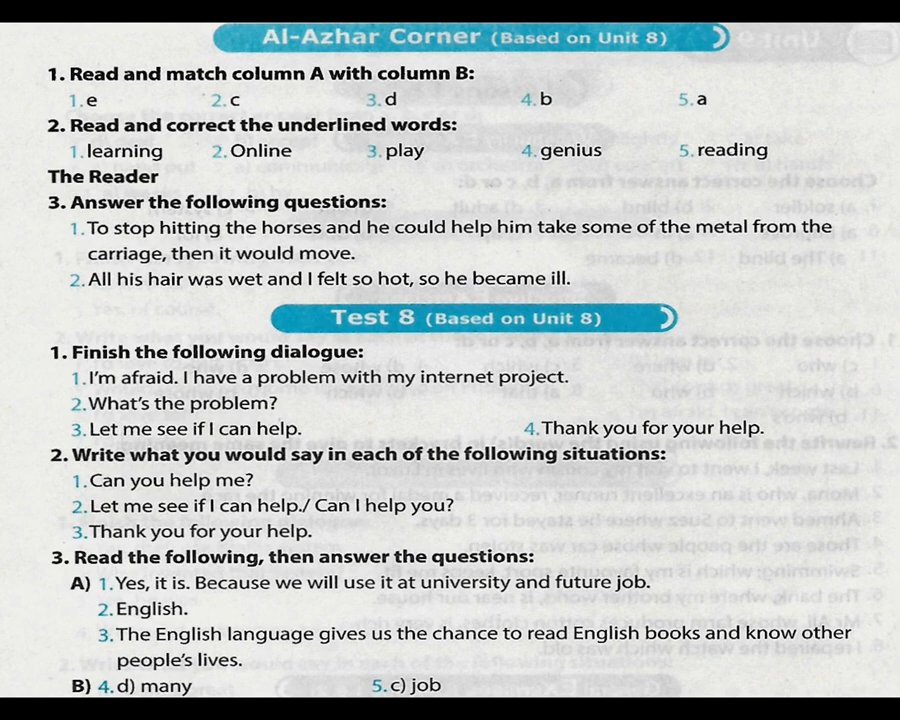 Al-Azhar Corner (Based on Unit 8)
1. Read and match column A with column B:
1. e 2. c 3. d 4. b 5. a
2. Read and correct the underlined words:
1. learning 2. Online 3. play 4. genius 5. reading
The Reader
3. Answer the following questions:
1. To stop hitting the horses and he could help him take some of the metal from the
carriage, then it would move.
2. All his hair was wet and I felt so hot, so he became ill.
Test 8 (Based on Unit 8)
1. Finish the following dialogue:
1. I'm afraid. I have a problem with my internet project.
2. What's the problem?
3. Let me see if I can help. 4. Thank you for your help.
2. Write what you would say in each of the following situations:
1. Can you help me?
2. Let me see if I can help./ Can I help you?
3. Thank you for your help.
3. Read the following, then answer the questions:
A) 1. Yes, it is. Because we will use it at university and future job.
2. English.
3. The English language gives us the chance to read English books and know other
people's lives.
B) 4. d) many 5. c) job